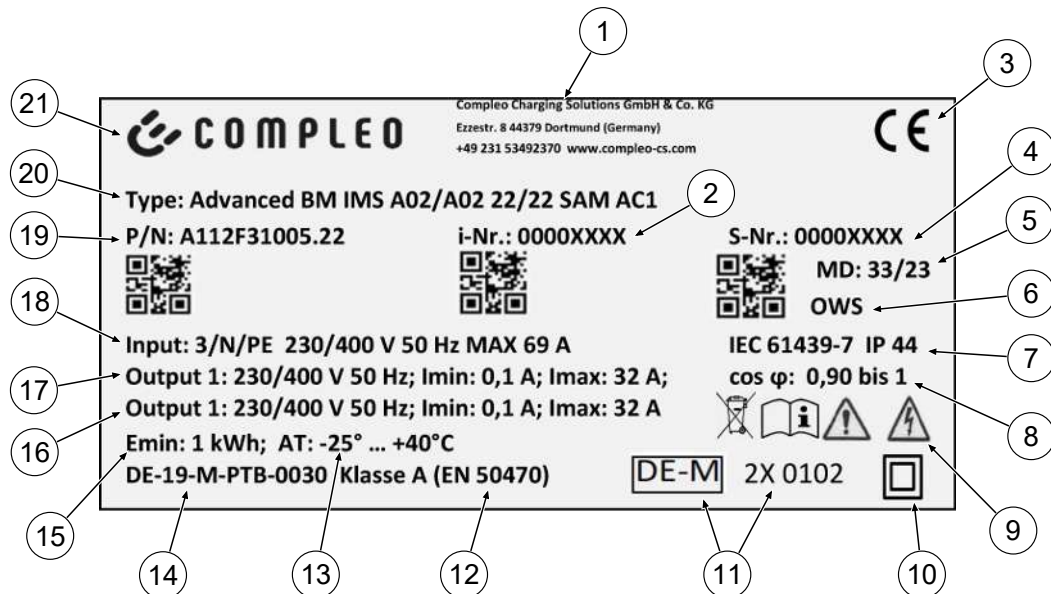 1
21
COMPLEO
Compleo Charging Solutions GmbH & Co. KG
Ezzestr. 8 44379 Dortmund (Germany)
+49 231 53492370 www.compleo-cs.com
CE
3
20
Type: Advanced BM IMS A02/A02 22/22 SAM AC1
2
4
19
P/N: A112F31005.22
i-Nr.: 0000XXXX
S-Nr.: 0000XXXX
5
MD: 33/23
6
OWS
18
Input: 3/N/PE 230/400 V 50 Hz MAX 69 A
IEC 61439-7 IP 44
7
17
Output 1: 230/400 V 50 Hz; Imin: 0,1 A; Imax: 32 A;
cos φ: 0,90 bis 1
8
16
Output 1: 230/400 V 50 Hz; Imin: 0,1 A; Imax: 32 A
i
Emin: 1 kWh; AT: -25° ... +40°C
15
DE-19-M-PTB-0030 Klasse A (EN 50470)
DE-M
2X 0102
9
14
13
12
11
10